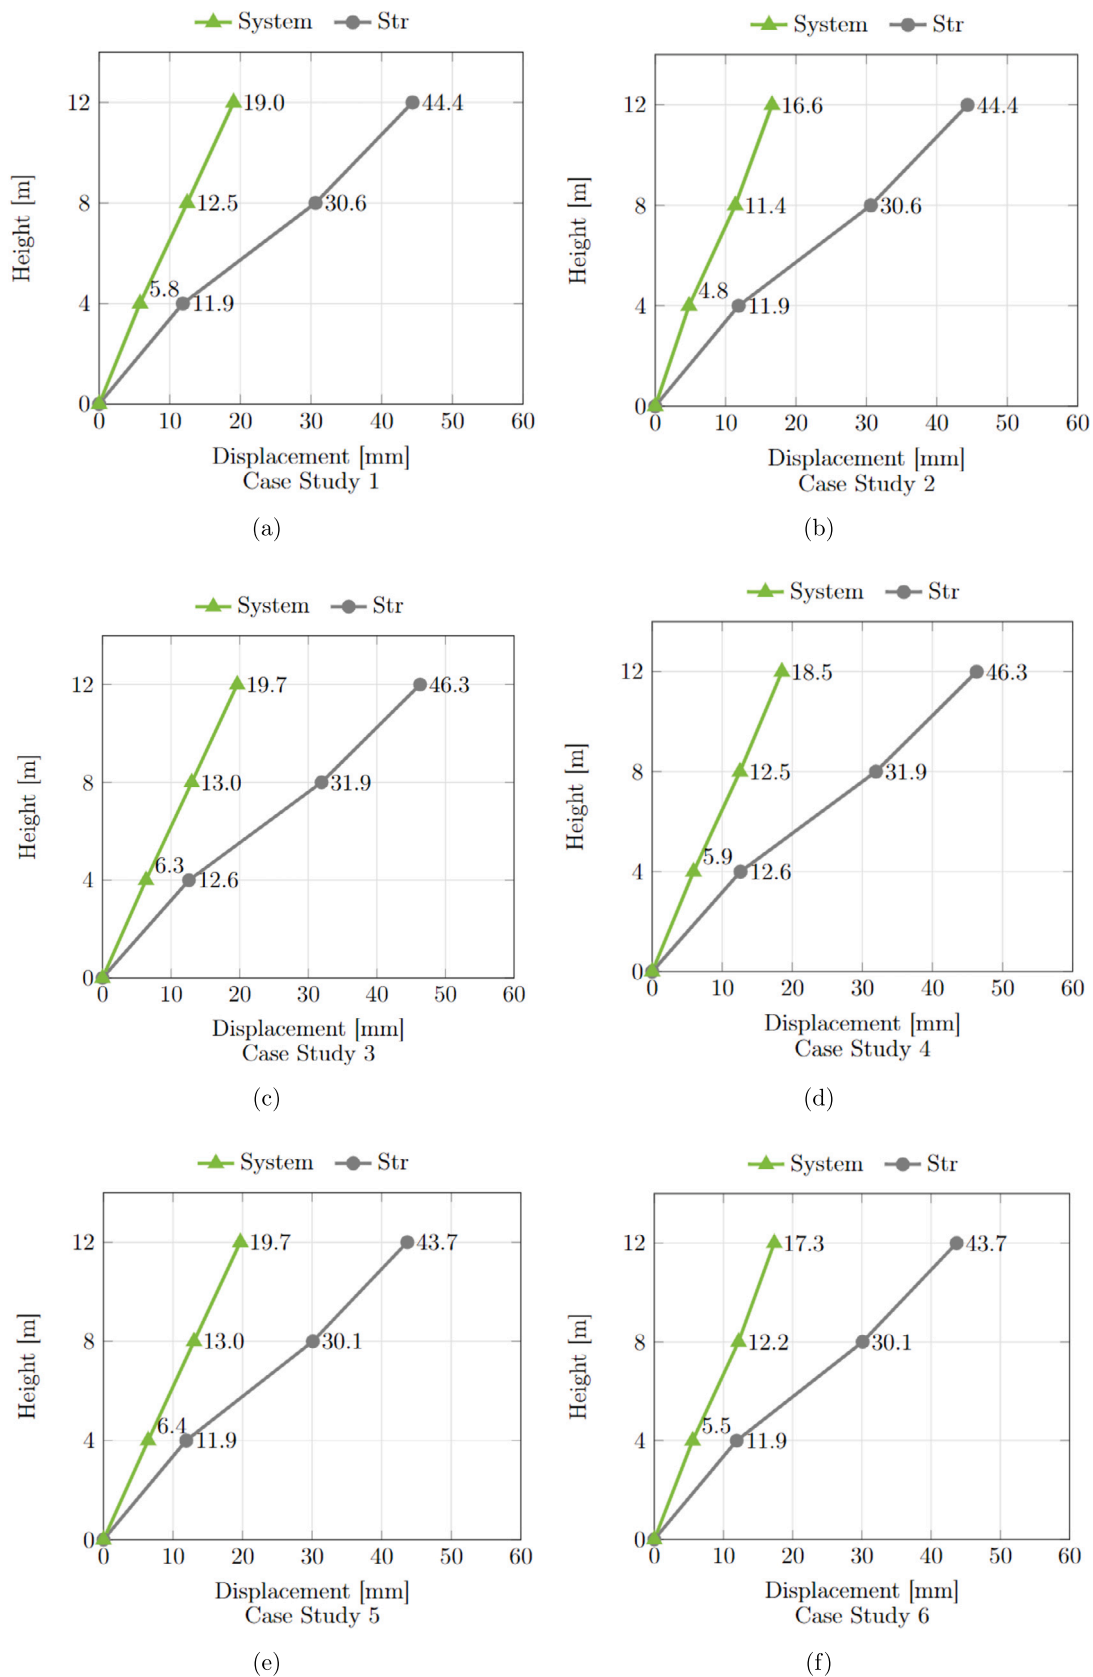 System Str
12
19.0
44.4
8
12.5
30.6
5.8
4
11.9
0
0 10 20 30 40 50 60
Height [m]
Displacement [mm]
Case Study 1
(a)
System Str
12
16.6
44.4
8
11.4
30.6
4.8
4
11.9
0
0 10 20 30 40 50 60
Height [m]
Displacement [mm]
Case Study 2
(b)
System Str
12
19.7
46.3
8
13.0
31.9
6.3
4
12.6
0
0 10 20 30 40 50 60
Height [m]
Displacement [mm]
Case Study 3
(c)
System Str
12
18.5
46.3
8
12.5
31.9
5.9
4
12.6
0
0 10 20 30 40 50 60
Height [m]
Displacement [mm]
Case Study 4
(d)
System Str
12
19.7
43.7
8
13.0
30.1
6.4
4
11.9
0
0 10 20 30 40 50 60
Height [m]
Displacement [mm]
Case Study 5
(e)
System Str
12
17.3
43.7
8
12.2
30.1
5.5
4
11.9
0
0 10 20 30 40 50 60
Height [m]
Displacement [mm]
Case Study 6
(f)